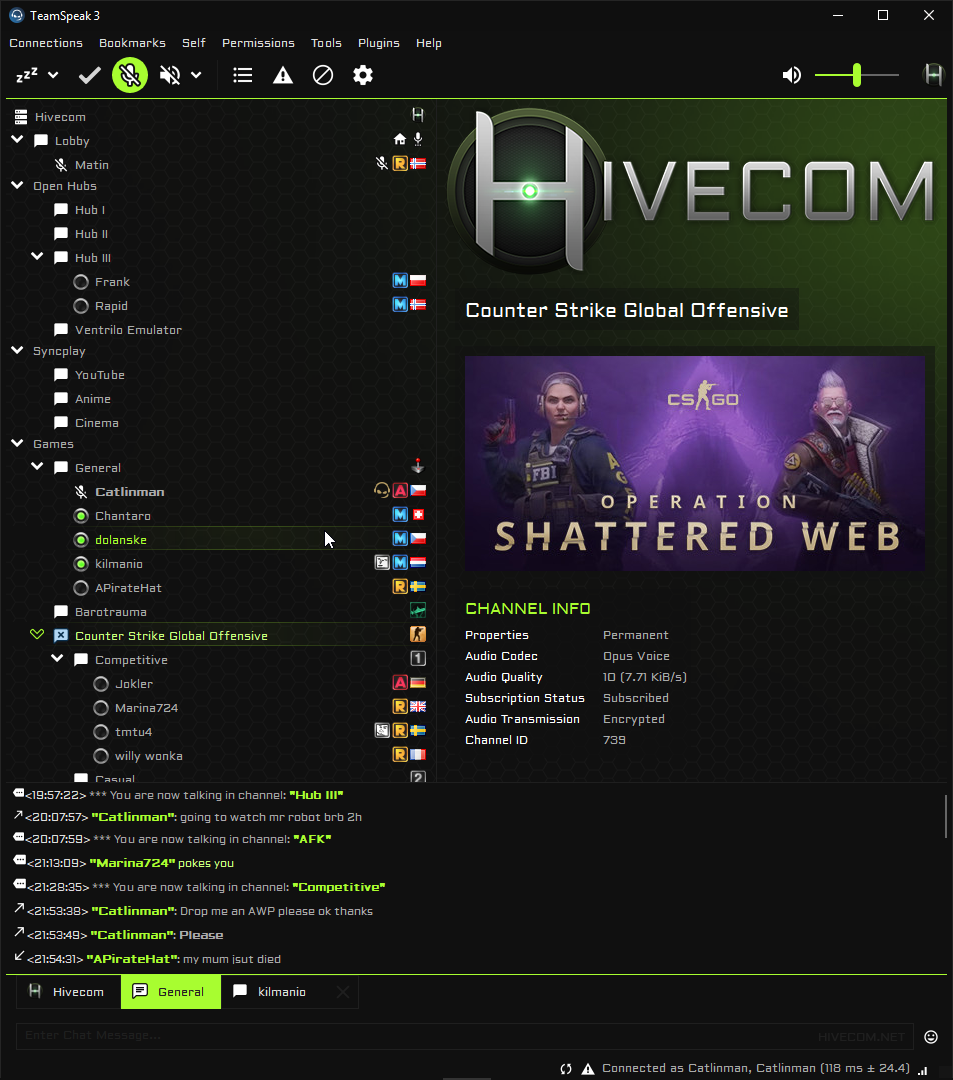 TeamSpeak 3
Connections Bookmarks Self Permissions Tools Plugins Help
zzz
Hivecom
Lobby
Matin R
Open Hubs
Hub I
Hub II
Hub III
Frank M
Rapid M
Ventrilo Emulator
Syncplay
YouTube
Anime
Cinema
Games
General
Catlinman A
Chantaro M
dolanske M
kilmanio M
APirateHat R
Barotrauma
Counter Strike Global Offensive
Competitive 1
Jokler A
Marina724 R
tmtu4 R
willy wonka R
Casual 2
HIVECOM
Counter Strike Global Offensive
CS GO
FBI
OPERATION
SHATTERED WEB
CHANNEL INFO
Properties Permanent
Audio Codec Opus Voice
Audio Quality 10 (7.71 KiB/s)
Subscription Status Subscribed
Audio Transmission Encrypted
Channel ID 739
<19:57:22> *** You are now talking in channel: "Hub III"
<20:07:57> "Catlinman": going to watch mr robot brb 2h
<20:07:59> *** You are now talking in channel: "AFK"
<21:13:09> "Marina724" pokes you
<21:28:35> *** You are now talking in channel: "Competitive"
<21:53:38> "Catlinman": Drop me an AWP please ok thanks
<21:53:49> "Catlinman": Please
<21:54:31> "APirateHat": my mum jsut died
Hivecom General kilmanio
Enter Chat Message... HIVECOM.NET
Connected as Catlinman, Catlinman (118 ms ± 24.4)